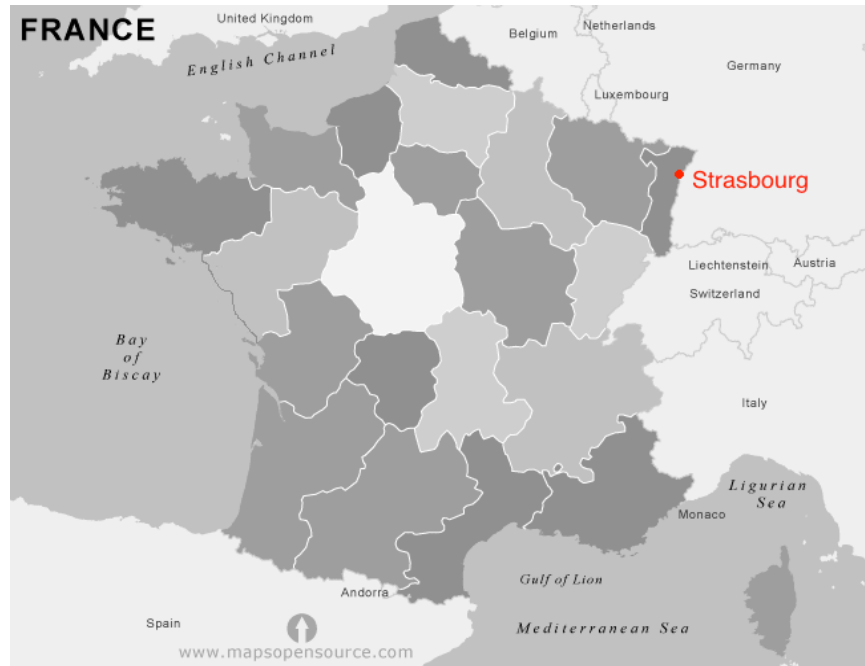 FRANCE
United Kingdom
Netherlands
Belgium
English Channel
Germany
Luxembourg
Strasbourg
Liechtenstein
Austria
Switzerland
Bay
of
Biscay
Italy
Ligurian
Sea
Monaco
Gulf of Lion
Andorra
Spain
Mediterranean Sea
www.mapsopensource.com